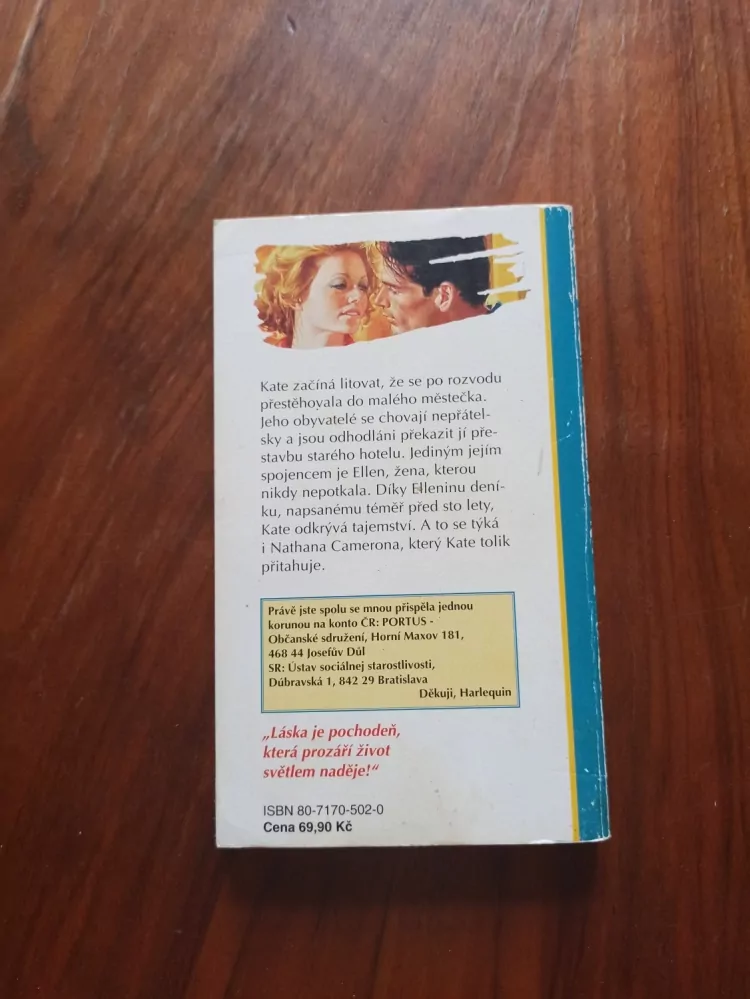 Kate začíná litovat, že se po rozvodu
přestěhovala do malého městečka.
Jeho obyvatelé se chovají nepřátel-
sky a jsou odhodláni překazit jí pře-
stavbu starého hotelu. Jediným jejím
spojencem je Ellen, žena, kterou
nikdy nepotkala. Díky Elleninu dení-
ku, napsanému téměř před sto lety,
Kate odkrývá tajemství. A to se týká
i Nathana Camerona, který Kate tolik
přitahuje.
Právě jste spolu se mnou přispěla jednou
korunou na konto ČR: PORTUS -
Občanské sdružení, Horní Maxov 181,
468 44 Josefův Důl
SR: Ústav sociálnej starostlivosti,
Dúbravská 1, 842 29 Bratislava
Děkuji, Harlequin
„Láska je pochodeň,
která prozáří život
světlem naděje!“
ISBN 80-7170-502-0
Cena 69,90 Kč